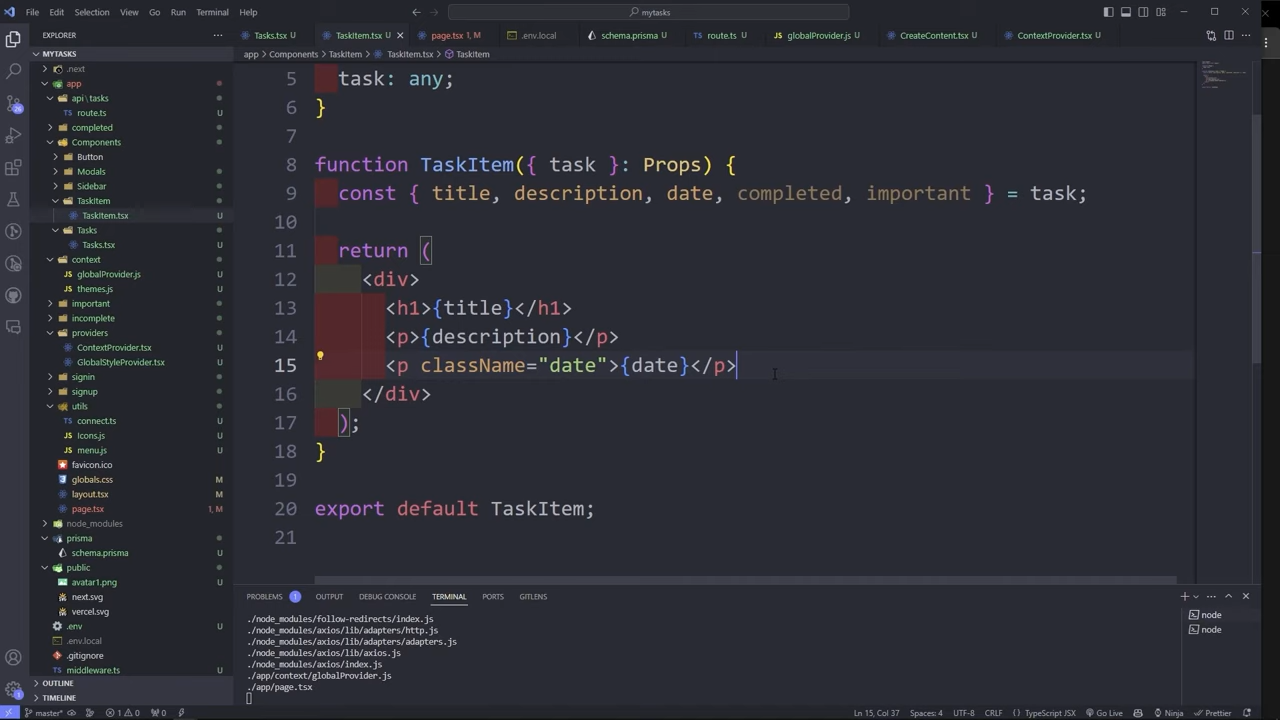 File Edit Selection View Go Run Terminal Help
mytasks
EXPLORER
Tasks.tsx U
TaskItem.tsx U
page.tsx 1, M
.env.local
schema.prisma U
route.ts U
globalProvider.js U
CreateContent.tsx U
ContextProvider.tsx U
app > Components > TaskItem > TaskItem.tsx > TaskItem
MYTASKS
.next
app
api \ tasks
route.ts U
completed
Components
Button
Modals
Sidebar
TaskItem
TaskItem.tsx U
Tasks
Tasks.tsx U
context
globalProvider.js U
themes.js U
important
incomplete
providers
ContextProvider.tsx U
GlobalStyleProvider.tsx U
signin
signup
utils
connect.ts U
Icons.js U
menu.js U
favicon.ico
globals.css M
layout.tsx M
page.tsx 1, M
node_modules
prisma
schema.prisma U
public
avatar1.png U
next.svg
vercel.svg
.env U
.env.local
.gitignore
middleware.ts U
OUTLINE
TIMELINE
5 task: any;
6 }
7
8 function TaskItem({ task }: Props) {
9 const { title, description, date, completed, important } = task;
10
11 return (
12 <div>
13 <h1>{title}</h1>
14 <p>{description}</p>
15 <p className="date">{date}</p>
16 </div>
17 );
18 }
19
20 export default TaskItem;
21
PROBLEMS 1 OUTPUT DEBUG CONSOLE TERMINAL PORTS GITLENS
./node_modules/follow-redirects/index.js
./node_modules/axios/lib/adapters/http.js
./node_modules/axios/lib/adapters/adapters.js
./node_modules/axios/lib/axios.js
./node_modules/axios/index.js
./app/context/globalProvider.js
./app/page.tsx
node
node
master* 1 0 0 Ln 15, Col 37 Spaces: 4 UTF-8 CRLF TypeScript JSX Go Live Ninja Prettier